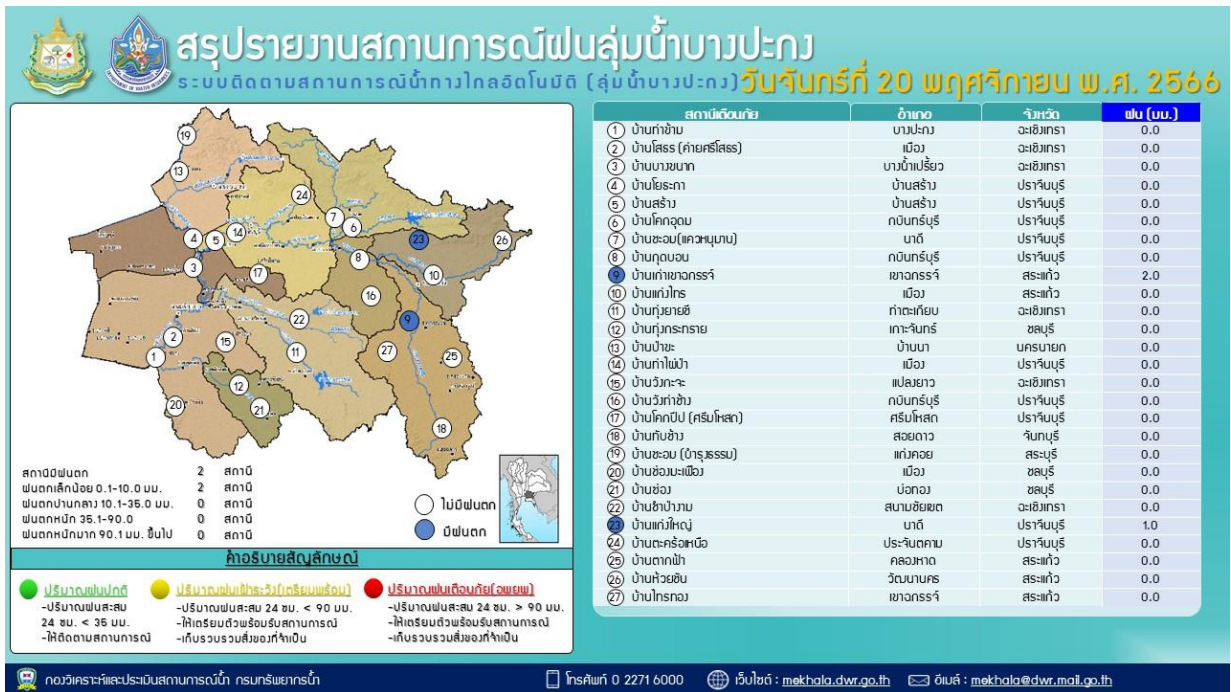 สรุปรายงานสถานการณ์ฝนลุ่มน้ำบางปะกง
ระบบติดตามสถานการณ์น้ำทางไกลอัตโนมัติ (ลุ่มน้ำบางปะกง) วันจันทร์ที่ 20 พฤศจิกายน พ.ศ. 2566
สถานีเตือนภัย อำเภอ จังหวัด ฝน (มม.)
1 บ้านท่าข้าม บางปะกง ฉะเชิงเทรา 0.0
2 บ้านโสธร (ค่ายศรีโสธร) เมือง ฉะเชิงเทรา 0.0
3 บ้านบางขนาก บางน้ำเปรี้ยว ฉะเชิงเทรา 0.0
4 บ้านโยธะกา บ้านสร้าง ปราจีนบุรี 0.0
5 บ้านสร้าง บ้านสร้าง ปราจีนบุรี 0.0
6 บ้านโคกอุดม กบินทร์บุรี ปราจีนบุรี 0.0
7 บ้านซะอม(แควหนุมาน) นาดี ปราจีนบุรี 0.0
8 บ้านกุดบอน กบินทร์บุรี ปราจีนบุรี 0.0
9 บ้านเก่าเขาฉกรรจ์ เขาฉกรรจ์ สระแก้ว 2.0
10 บ้านแก่งไทร เมือง สระแก้ว 0.0
11 บ้านทุ่งยายชี ท่าตะเกียบ ฉะเชิงเทรา 0.0
12 บ้านทุ่งกระทราย เกาะจันทร์ ชลบุรี 0.0
13 บ้านป่าขะ บ้านนา นครนายก 0.0
14 บ้านท่าไผ่ป่า เมือง ปราจีนบุรี 0.0
15 บ้านวังกะจะ แปลงยาว ฉะเชิงเทรา 0.0
16 บ้านวังท่าช้าง กบินทร์บุรี ปราจีนบุรี 0.0
17 บ้านโคกปีป (ศรีมโหสถ) ศรีมโหสถ ปราจีนบุรี 0.0
18 บ้านทับช้าง สอยดาว จันทบุรี 0.0
19 บ้านซะอม (บำรุงธรรม) แก่งคอย สระบุรี 0.0
20 บ้านช่องมะเฟือง เมือง ชลบุรี 0.0
21 บ้านช่อง บ่อทอง ชลบุรี 0.0
22 บ้านชำป่างาม สนามชัยเขต ฉะเชิงเทรา 0.0
23 บ้านแก่งใหญ่ นาดี ปราจีนบุรี 1.0
24 บ้านตะคร้อเหนือ ประจันตคาม ปราจีนบุรี 0.0
25 บ้านตากฟ้า คลองหาด สระแก้ว 0.0
26 บ้านห้วยชัน วัฒนานคร สระแก้ว 0.0
27 บ้านไทรทอง เขาฉกรรจ์ สระแก้ว 0.0
19
13
24
7
6
4
5
14
23
26
8
3
17
10
16
9
22
2
15
11
27
25
1
12
20
21
18
สถานีมีฝนตก 2 สถานี
ฝนตกเล็กน้อย 0.1-10.0 มม. 2 สถานี
ฝนตกปานกลาง 10.1-35.0 มม. 0 สถานี
ฝนตกหนัก 35.1-90.0 0 สถานี
ฝนตกหนักมาก 90.1 มม. ขึ้นไป 0 สถานี
ไม่มีฝนตก
มีฝนตก
คำอธิบายสัญลักษณ์
ปริมาณฝนปกติ
-ปริมาณฝนสะสม
24 ชม. < 35 มม.
-ให้ติดตามสถานการณ์
ปริมาณฝนเฝ้าระวัง(เตรียมพร้อม)
-ปริมาณฝนสะสม 24 ชม. < 90 มม.
-ให้เตรียมตัวพร้อมรับสถานการณ์
-เก็บรวบรวมสิ่งของที่จำเป็น
ปริมาณฝนเตือนภัย(อพยพ)
-ปริมาณฝนสะสม 24 ชม. > 90 มม.
-ให้เตรียมตัวพร้อมรับสถานการณ์
-เก็บรวบรวมสิ่งของที่จำเป็น
กองวิเคราะห์และประเมินสถานการณ์น้ำ กรมทรัพยากรน้ำ โทรศัพท์ 0 2271 6000 เว็บไซต์ : mekhala.dwr.go.th อีเมล์ : mekhala@dwr.mail.go.th